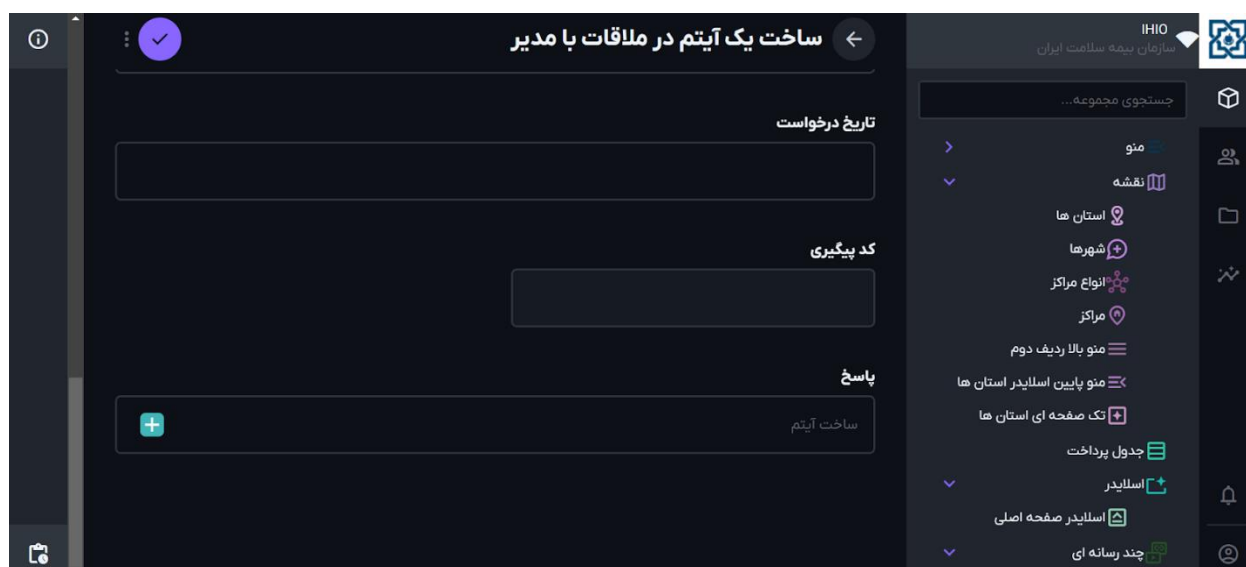 IHIO
سازمان بیمه سلامت ایران
جستجوی مجموعه...
منو
نقشه
استان ها
شهرها
انواع مراکز
مراکز
منو بالا ردیف دوم
منو پایین اسلایدر استان ها
تک صفحه ای استان ها
جدول پرداخت
اسلایدر
اسلایدر صفحه اصلی
چند رسانه ای
ساخت یک آیتم در ملاقات با مدیر
تاریخ درخواست
کد پیگیری
پاسخ
ساخت آیتم